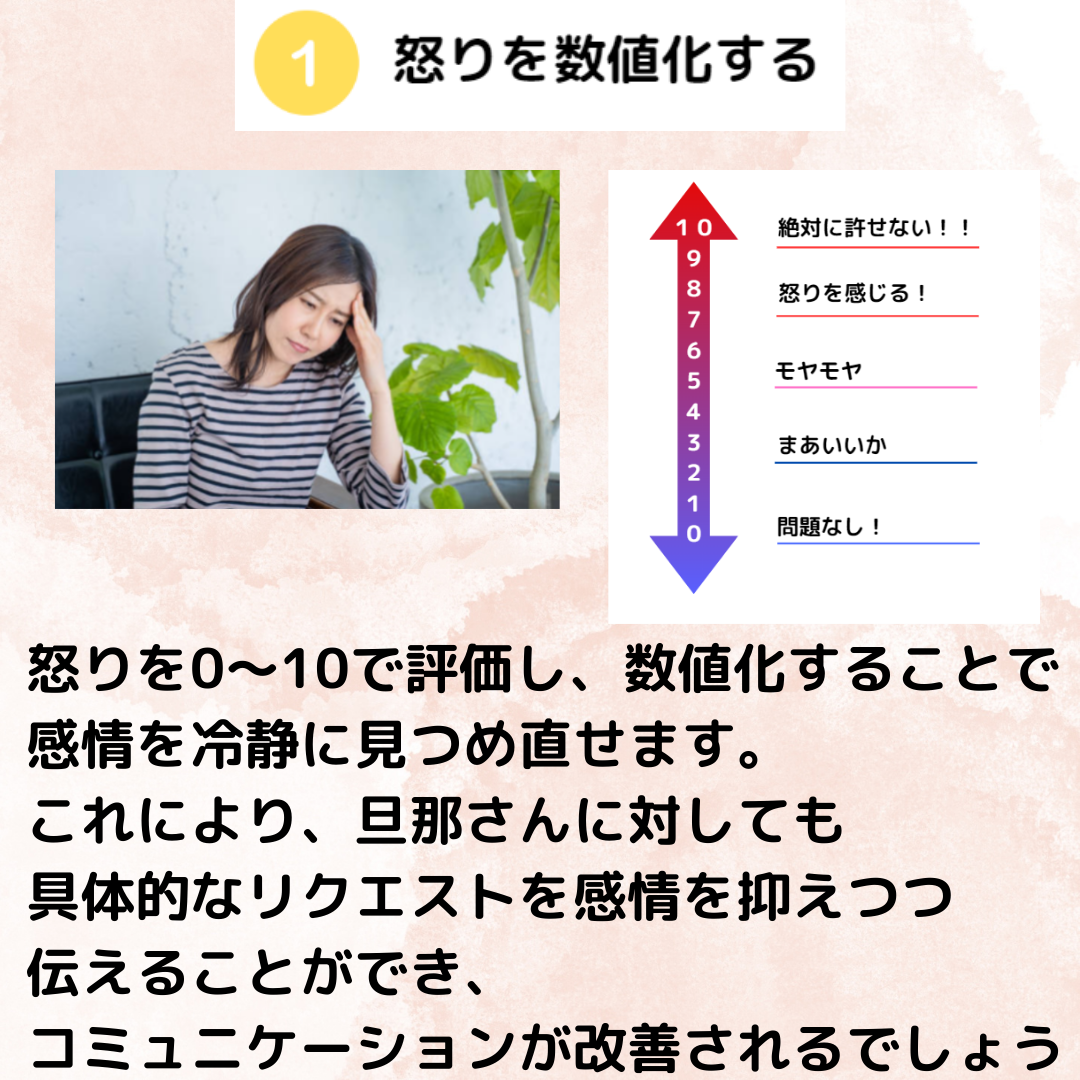 1 怒りを数値化する
10
9
8
7
6
5
4
3
2
1
0
絶対に許せない！！
怒りを感じる！
モヤモヤ
まあいいか
問題なし！
怒りを0〜10で評価し、数値化することで
感情を冷静に見つめ直せます。
これにより、旦那さんに対しても
具体的なリクエストを感情を抑えつつ
伝えることができ、
コミュニケーションが改善されるでしょう